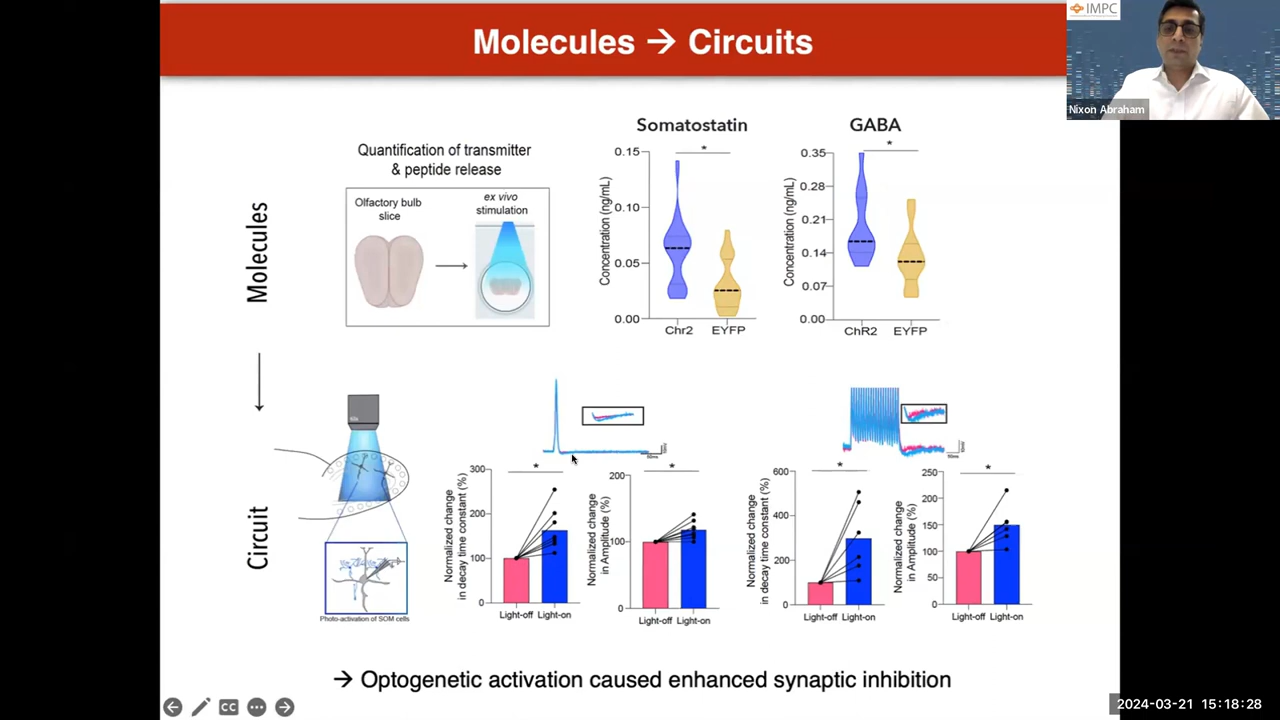 Molecules → Circuits
IMPC
Nixon Abraham
Molecules
Quantification of transmitter
& peptide release
Olfactory bulb
slice
ex vivo
stimulation
Somatostatin
*
Concentration (ng/mL)
0.15
0.10
0.05
0.00
Chr2
EYFP
GABA
*
Concentration (ng/mL)
0.35
0.28
0.21
0.14
0.07
0.00
ChR2
EYFP
Circuit
Photo-activation of SOM cells
*
Normalized change
in decay time constant (%)
300
200
100
0
Light-off Light-on
*
Normalized change
in Amplitude (%)
200
100
0
Light-off Light-on
*
Normalized change
in decay time constant (%)
600
400
200
0
Light-off Light-on
*
Normalized change
in Amplitude (%)
250
200
150
100
50
0
Light-off Light-on
→ Optogenetic activation caused enhanced synaptic inhibition
CC
2024-03-21 15:18:28